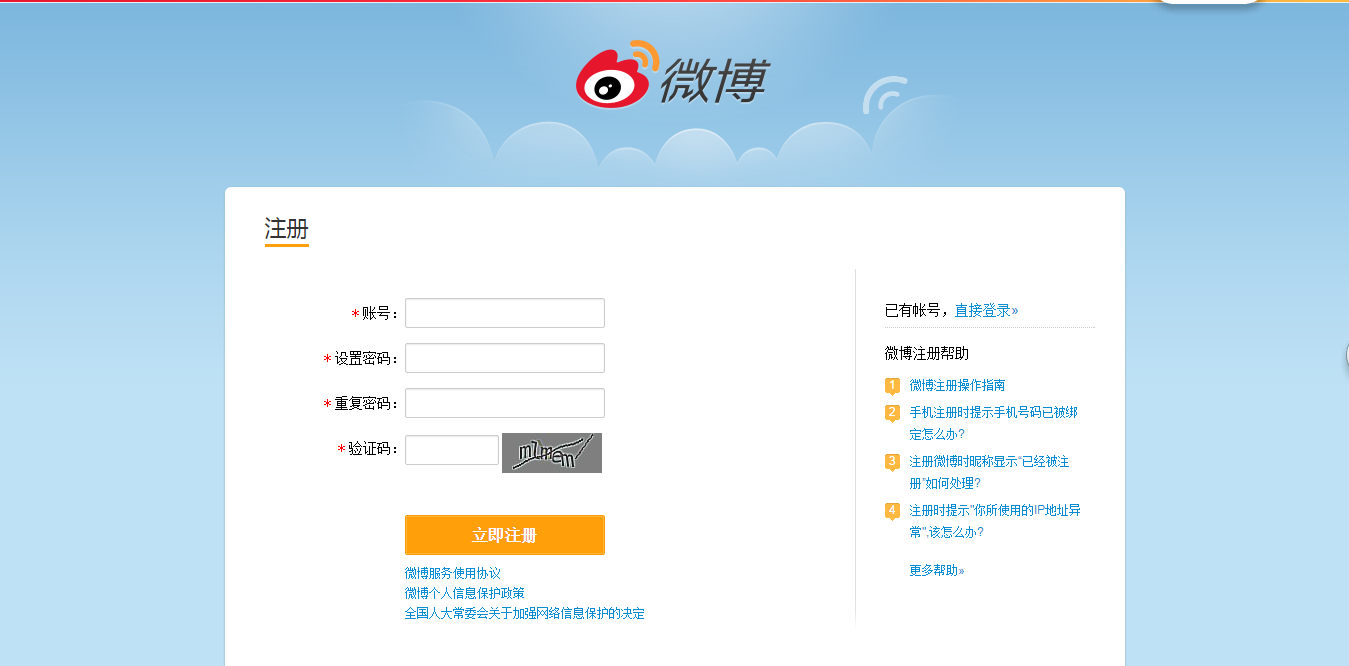 微博
注册
*账号：
*设置密码：
*重复密码：
*验证码：
mlmem
立即注册
微博服务使用协议
微博个人信息保护政策
全国人大常委会关于加强网络信息保护的决定
已有帐号，直接登录»
微博注册帮助
1 微博注册操作指南
2 手机注册时提示手机号码已被绑
定怎么办?
3 注册微博时昵称显示“已经被注
册”如何处理?
4 注册时提示"你所使用的IP地址异
常",该怎么办?
更多帮助»